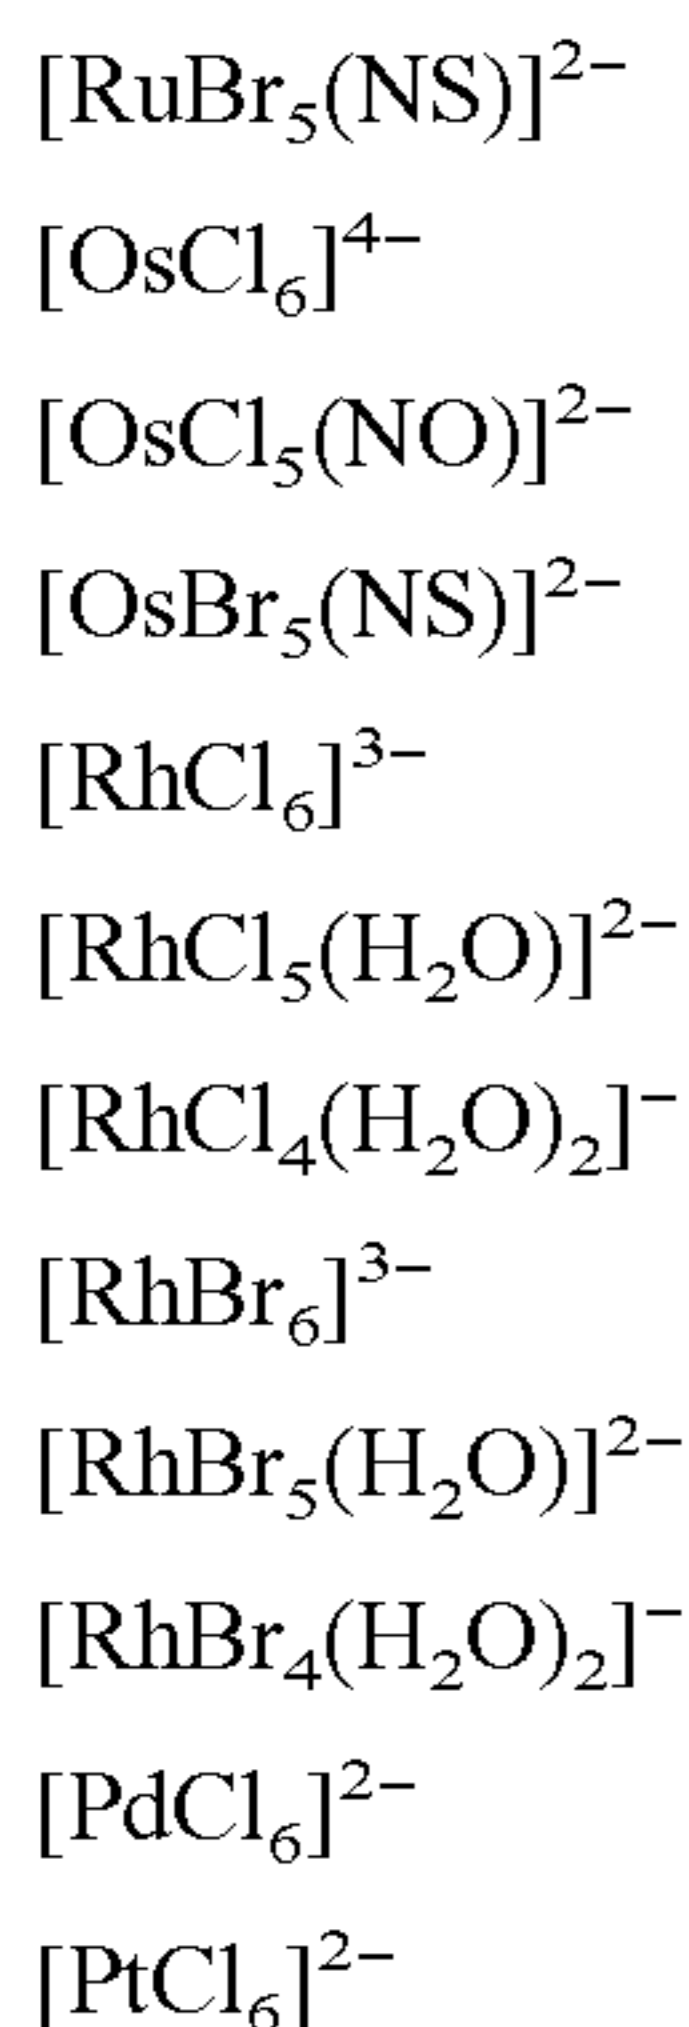 [RuBr₅(NS)]²⁻
[OsCl₆]⁴⁻
[OsCl₅(NO)]²⁻
[OsBr₅(NS)]²⁻
[RhCl₆]³⁻
[RhCl₅(H₂O)]²⁻
[RhCl₄(H₂O)₂]⁻
[RhBr₆]³⁻
[RhBr₅(H₂O)]²⁻
[RhBr₄(H₂O)₂]⁻
[PdCl₆]²⁻
[PtCl₆]²⁻